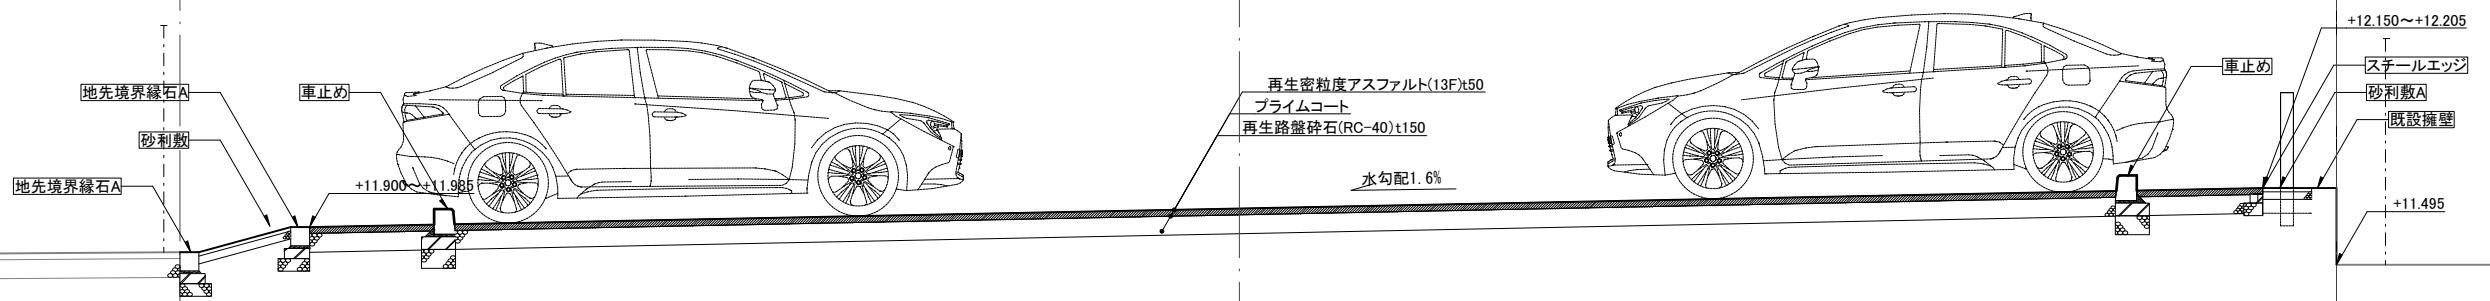 地先境界縁石A
砂利敷
地先境界縁石A
車止め
+11.900～+11.985
再生密粒度アスファルト(13F)t50
プライムコート
再生路盤砕石(RC-40)t150
水勾配1.6%
車止め
+12.150～+12.205
スチールエッジ
砂利敷A
既設擁壁
+11.495